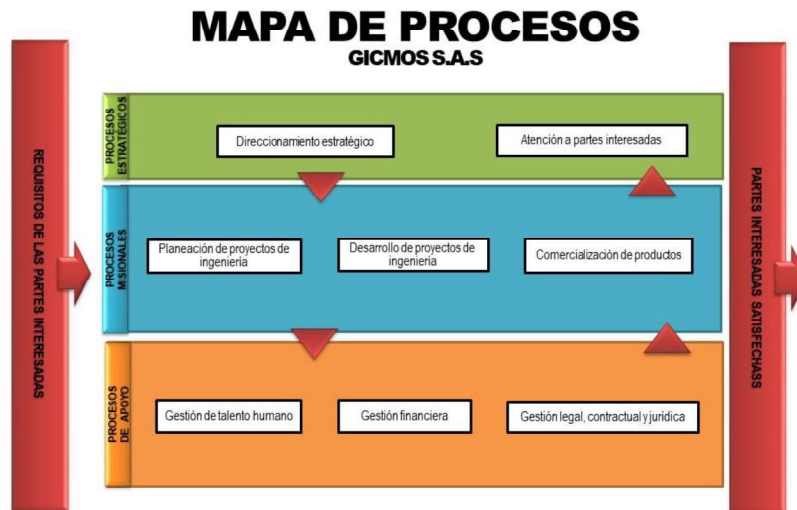 MAPA DE PROCESOS
GICMOS S.A.S
REQUISITOS DE LAS PARTES INTERESADAS
PROCESOS
ESTRATÉGICOS
Direccionamiento estratégico
Atención a partes interesadas
PROCESOS
MISIONALES
Planeación de proyectos de
ingeniería
Desarrollo de proyectos de
ingeniería
Comercialización de productos
PROCESOS
DE APOYO
Gestión de talento humano
Gestión financiera
Gestión legal, contractual y jurídica
PARTES INTERESADAS SATISFECHASS